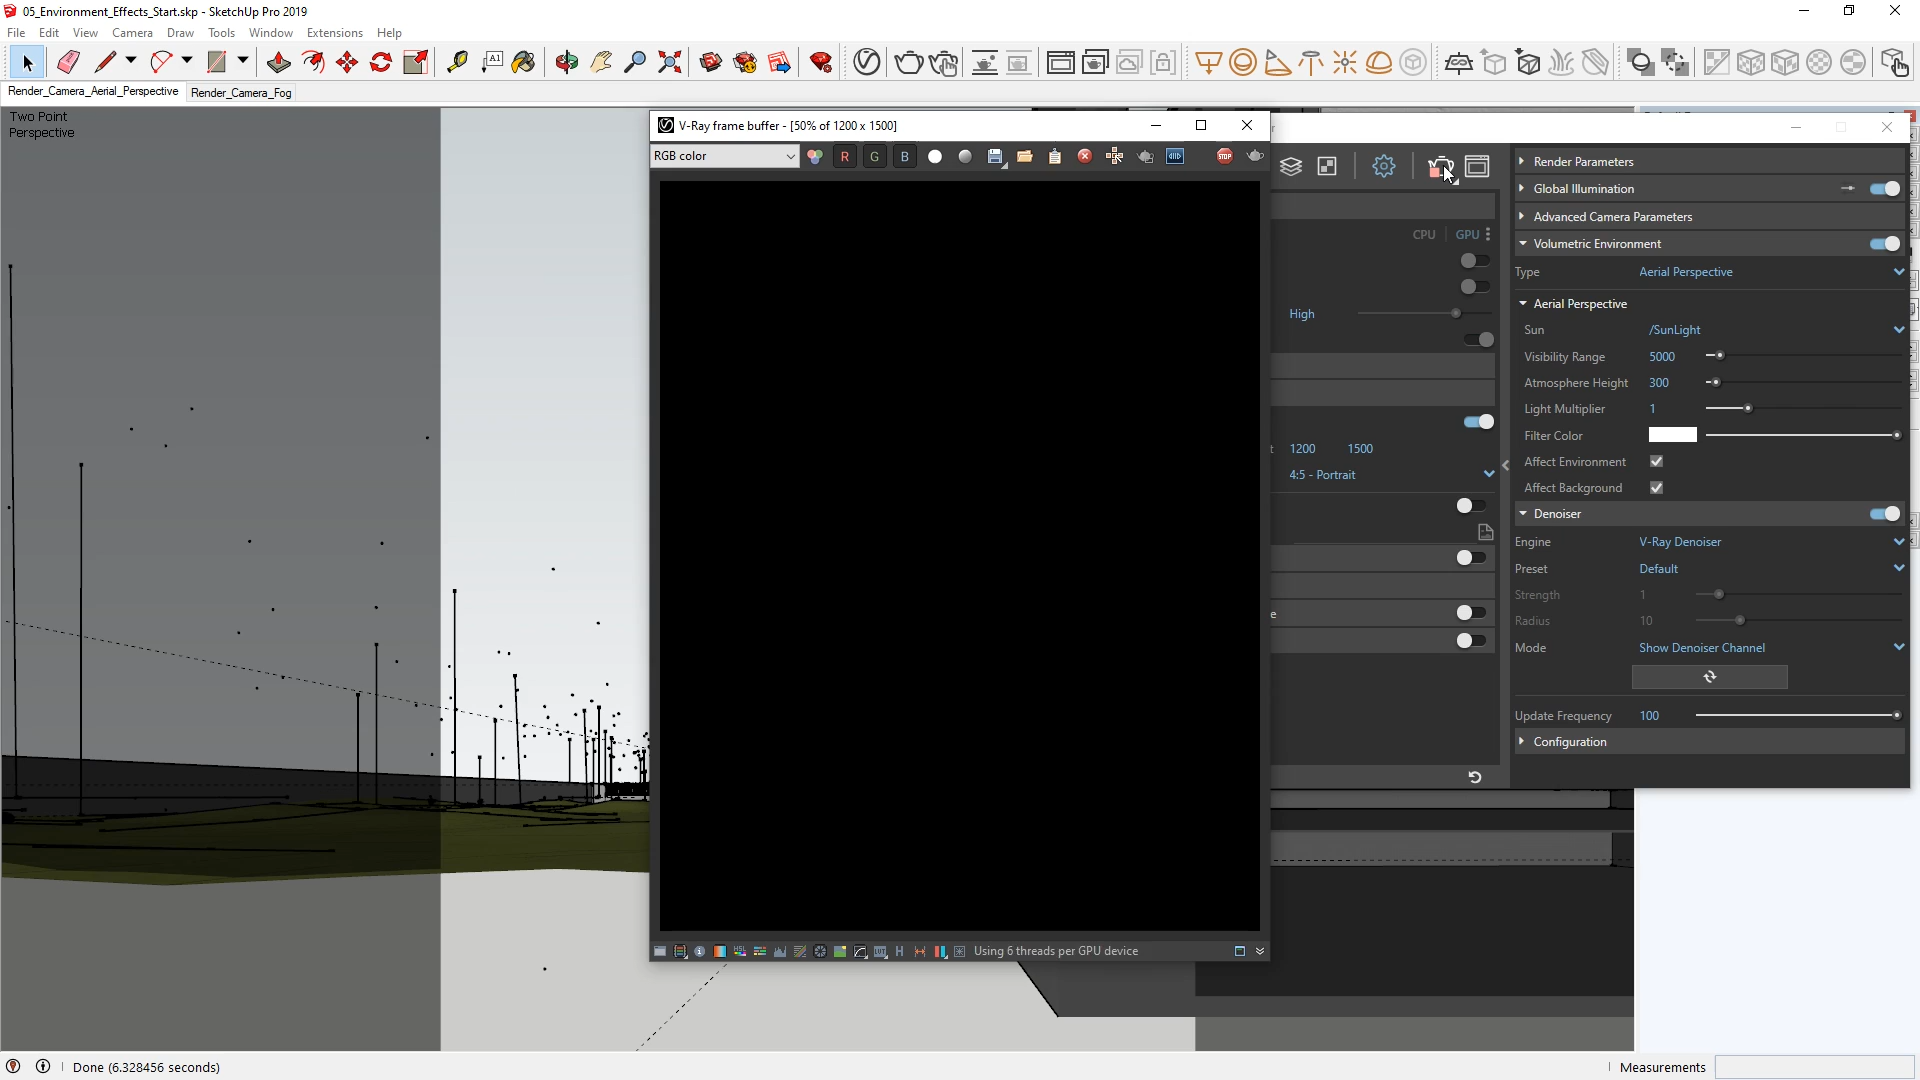 05_Environment_Effects_Start.skp - SketchUp Pro 2019
File Edit View Camera Draw Tools Window Extensions Help
A1
Render_Camera_Aerial_Perspective Render_Camera_Fog
Two Point
Perspective
V-Ray frame buffer - [50% of 1200 x 1500]
RGB color
R G B
STOP
Render Parameters
Global Illumination
Advanced Camera Parameters
CPU GPU
Volumetric Environment
Type Aerial Perspective
Aerial Perspective
High
Sun /SunLight
Visibility Range 5000
Atmosphere Height 300
Light Multiplier 1
Filter Color
1200 1500
Affect Environment
4:5 - Portrait
Affect Background
Denoiser
Engine V-Ray Denoiser
Preset Default
Strength 1
Radius 10
Mode Show Denoiser Channel
Update Frequency 100
Configuration
HSL
LUT
H
Using 6 threads per GPU device
Done (6.328456 seconds)
Measurements